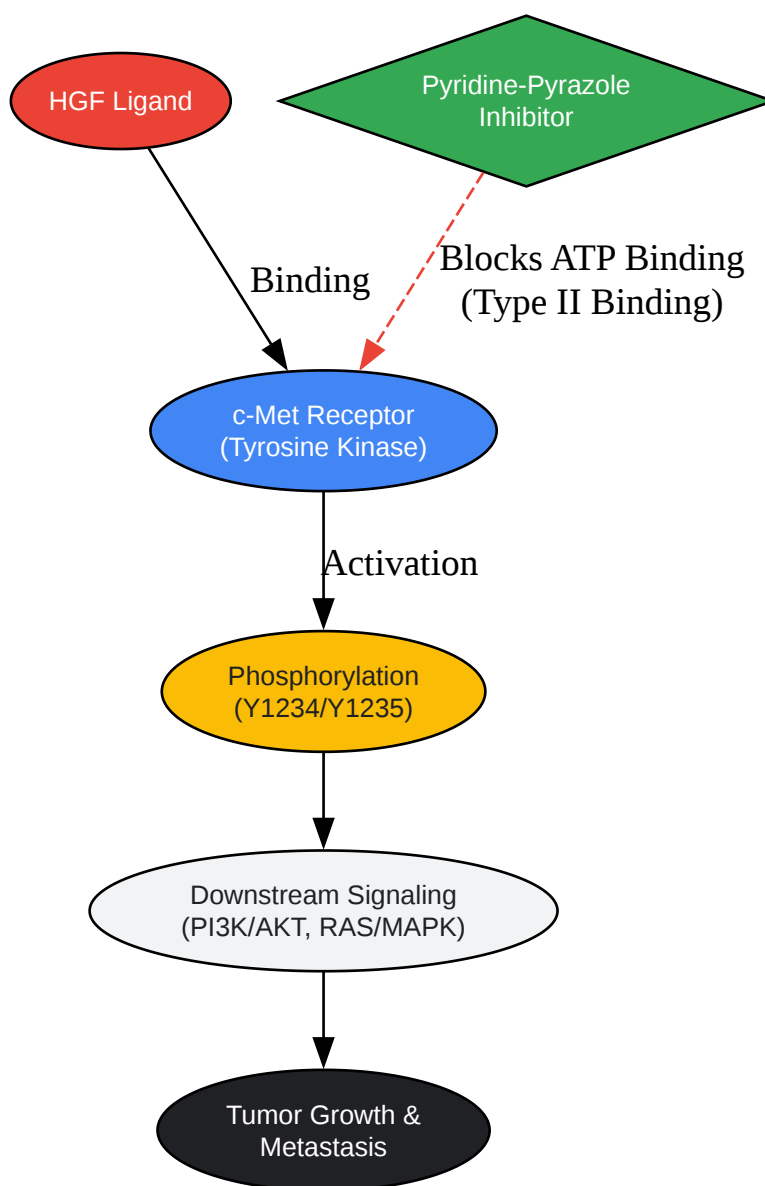 HGF Ligand
Pyridine-Pyrazole
Inhibitor
Binding
Blocks ATP Binding
(Type II Binding)
c-Met Receptor
(Tyrosine Kinase)
Activation
Phosphorylation
(Y1234/Y1235)
Downstream Signaling
(PI3K/AKT, RAS/MAPK)
Tumor Growth &
Metastasis